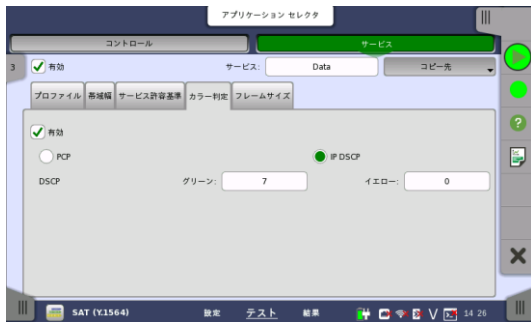 アプリケーション セレクタ
コントロール サービス
3 有効 サービス: Data コピー先
プロファイル 帯域幅 サービス許容基準 カラー判定 フレームサイズ
有効
PCP IP DSCP
DSCP グリーン: 7 イエロー: 0
SAT (Y.1564) 設定 テスト 結果 V 14 26